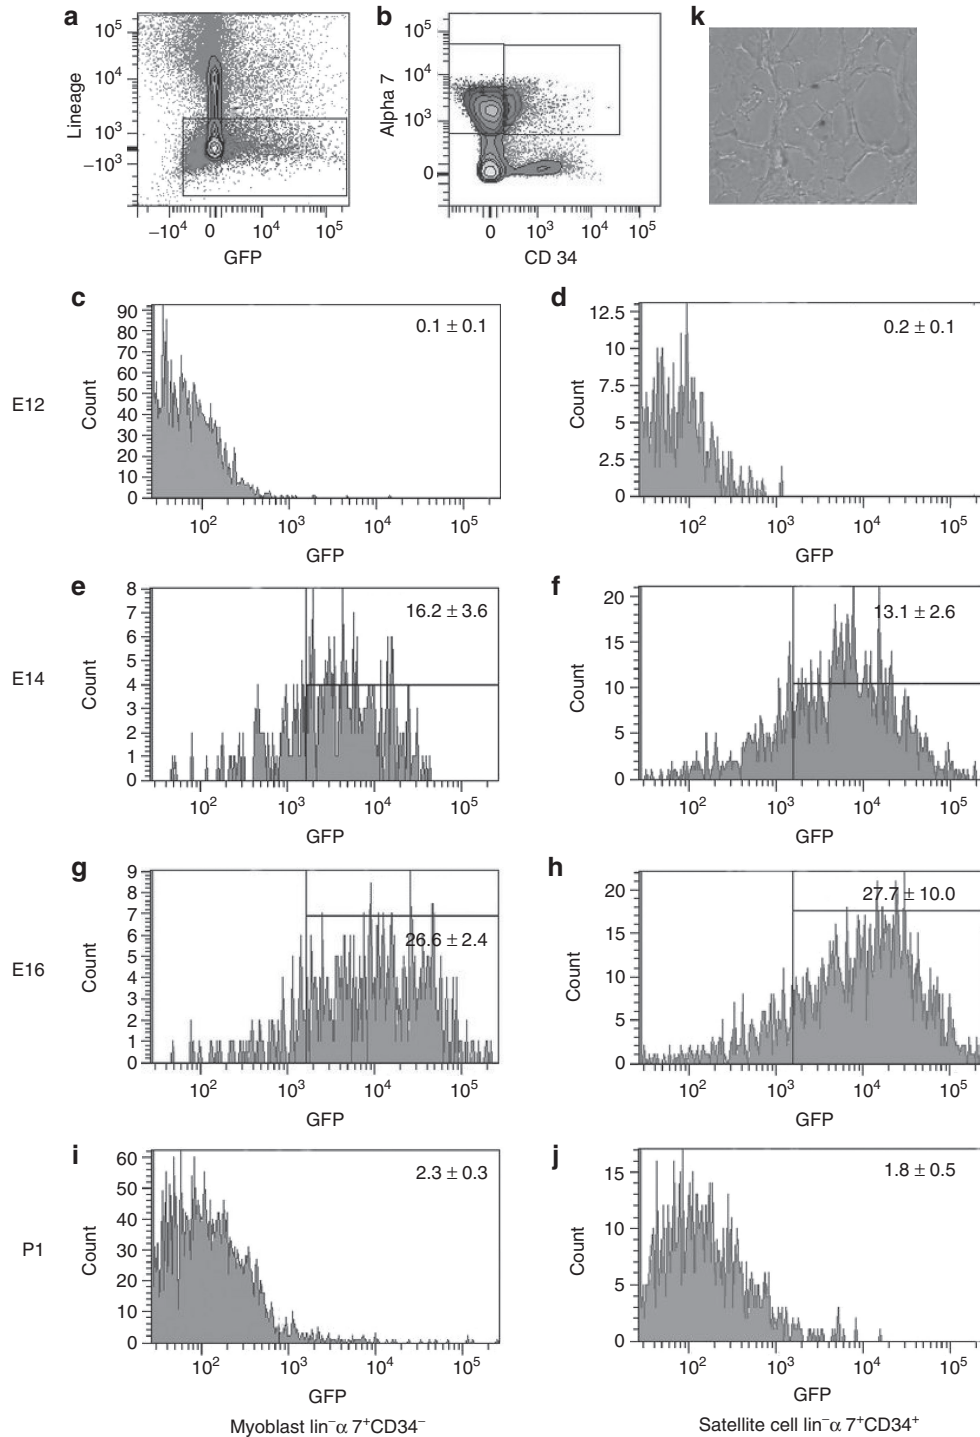 a
b
k
10⁵
10⁴
10³
−10³
Lineage
−10⁴ 0 10⁴ 10⁵
GFP
10⁵
10⁴
10³
0
Alpha 7
0 10³ 10⁴ 10⁵
CD 34
c
90
80
70
60
50
40
30
20
10
0
Count
0.1 ± 0.1
10² 10³ 10⁴ 10⁵
GFP
d
12.5
10
7.5
5
2.5
0
Count
0.2 ± 0.1
10² 10³ 10⁴ 10⁵
GFP
E12
e
8
7
6
5
4
3
2
1
0
Count
16.2 ± 3.6
10² 10³ 10⁴ 10⁵
GFP
f
20
15
10
5
0
Count
13.1 ± 2.6
10² 10³ 10⁴ 10⁵
GFP
E14
g
9
8
7
6
5
4
3
2
1
0
Count
26.6 ± 2.4
10² 10³ 10⁴ 10⁵
GFP
h
20
15
10
5
0
Count
27.7 ± 10.0
10² 10³ 10⁴ 10⁵
GFP
E16
i
60
50
40
30
20
10
0
Count
2.3 ± 0.3
10² 10³ 10⁴ 10⁵
GFP
j
15
10
5
0
Count
1.8 ± 0.5
10² 10³ 10⁴ 10⁵
GFP
P1
Myoblast lin⁻α 7⁺CD34⁻
Satellite cell lin⁻α 7⁺CD34⁺